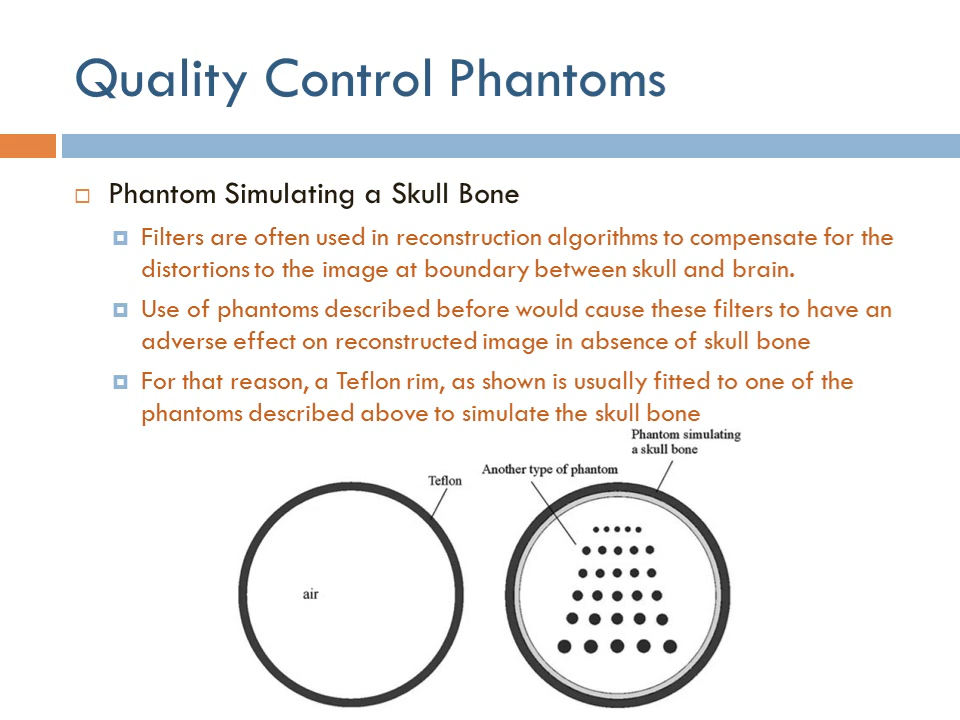 Quality Control Phantoms
Phantom Simulating a Skull Bone
Filters are often used in reconstruction algorithms to compensate for the
distortions to the image at boundary between skull and brain.
Use of phantoms described before would cause these filters to have an
adverse effect on reconstructed image in absence of skull bone
For that reason, a Teflon rim, as shown is usually fitted to one of the
phantoms described above to simulate the skull bone
Phantom simulating
a skull bone
Another type of phantom
Teflon
air